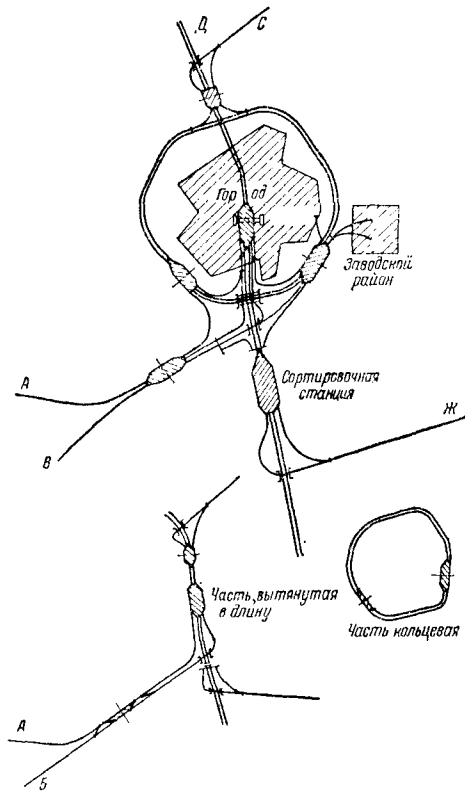 Д
С
Город
Заводской
район
Сортировочная
станция
А
В
Ж
Часть, вытянутая
в длину
Часть кольцевая
А
Б